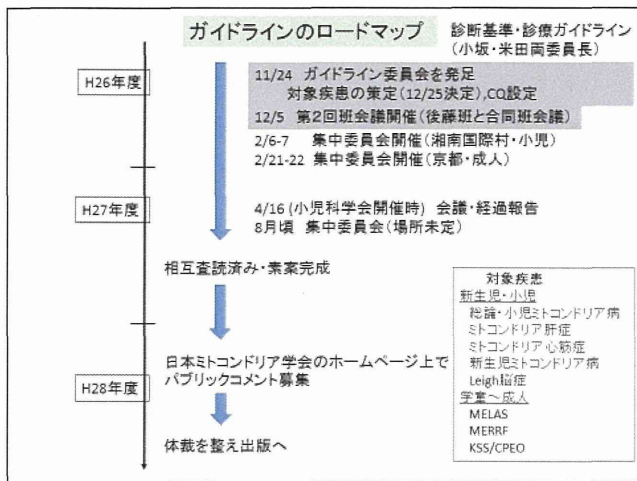 ガイドラインのロードマップ
診断基準・診療ガイドライン
(小坂・米田両委員長)
H26年度
11/24 ガイドライン委員会を発足
対象疾患の策定(12/25決定),CQ設定
12/5 第2回班会議開催(後藤班と合同班会議)
2/6-7 集中委員会開催(湘南国際村・小児)
2/21-22 集中委員会開催(京都・成人)
H27年度
4/16 (小児科学会開催時) 会議・経過報告
8月頃 集中委員会(場所未定)
相互査読済み・素案完成
日本ミトコンドリア学会のホームページ上で
パブリックコメント募集
H28年度
体裁を整え出版へ
対象疾患
新生児・小児
総論・小児ミトコンドリア病
ミトコンドリア肝症
ミトコンドリア心筋症
新生児ミトコンドリア病
Leigh脳症
学童～成人
MELAS
MERRF
KSS/CPEO